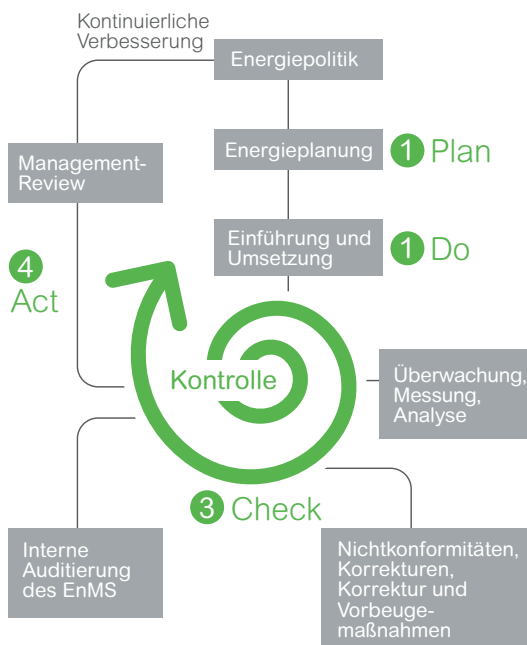 Kontinuierliche
Verbesserung
Energiepolitik
Energieplanung
1 Plan
Management-
Review
Einführung und
Umsetzung
1 Do
4
Act
Kontrolle
Überwachung,
Messung,
Analyse
3 Check
Interne
Auditierung
des EnMS
Nichtkonformitäten,
Korrekturen,
Korrektur und
Vorbeuge-
maßnahmen